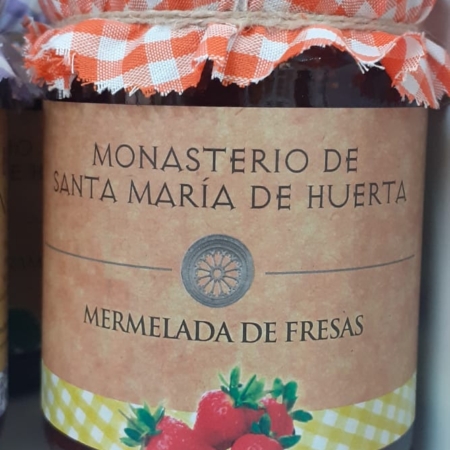 MONASTERIO DE
SANTA MARÍA DE HUERTA
MERMELADA DE FRESAS